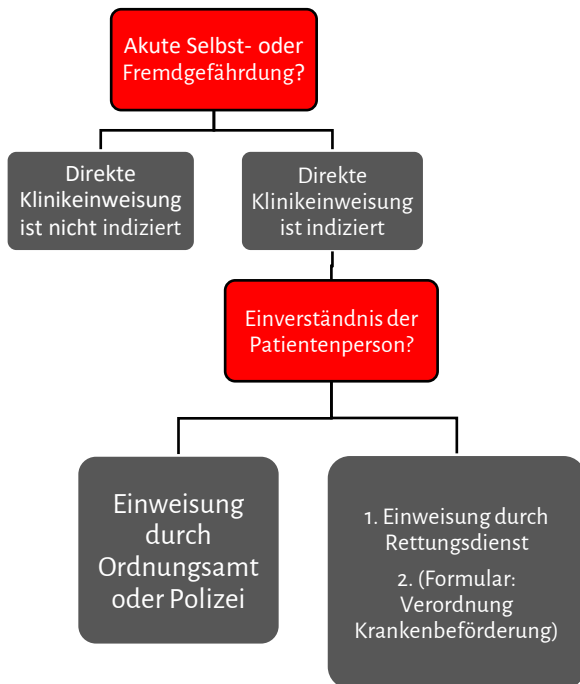 Akute Selbst- oder
Fremdgefährdung?
Direkte
Klinikeinweisung
ist nicht indiziert
Direkte
Klinikeinweisung
ist indiziert
Einverständnis der
Patientenperson?
Einweisung
durch
Ordnungsamt
oder Polizei
1. Einweisung durch
Rettungsdienst
2. (Formular:
Verordnung
Krankenbeförderung)